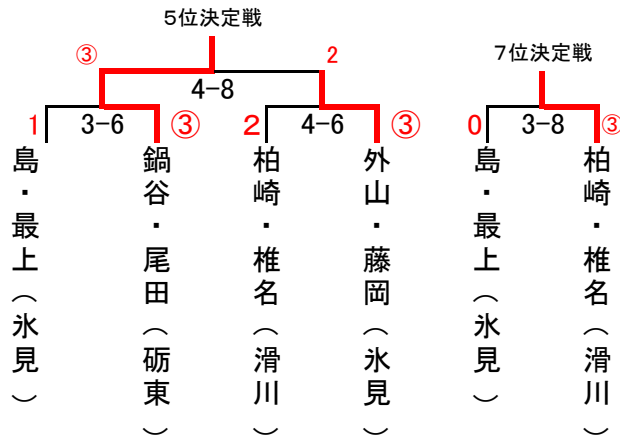 5位決定戦
③ 2
4-8
1 3-6 ③ 2 4-6 ③
島・最上（氷見）
鍋谷・尾田（砺東）
柏崎・椎名（滑川）
外山・藤岡（氷見）
7位決定戦
0 3-8 ③
島・最上（氷見）
柏崎・椎名（滑川）